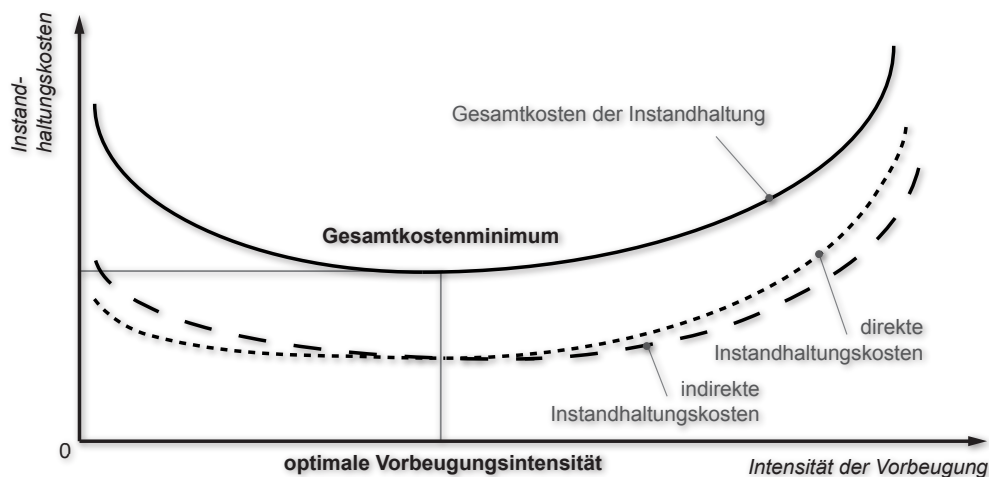 Instand-
haltungskosten
Gesamtkosten der Instandhaltung
Gesamtkostenminimum
direkte
Instandhaltungskosten
indirekte
Instandhaltungskosten
0
optimale Vorbeugungsintensität
Intensität der Vorbeugung